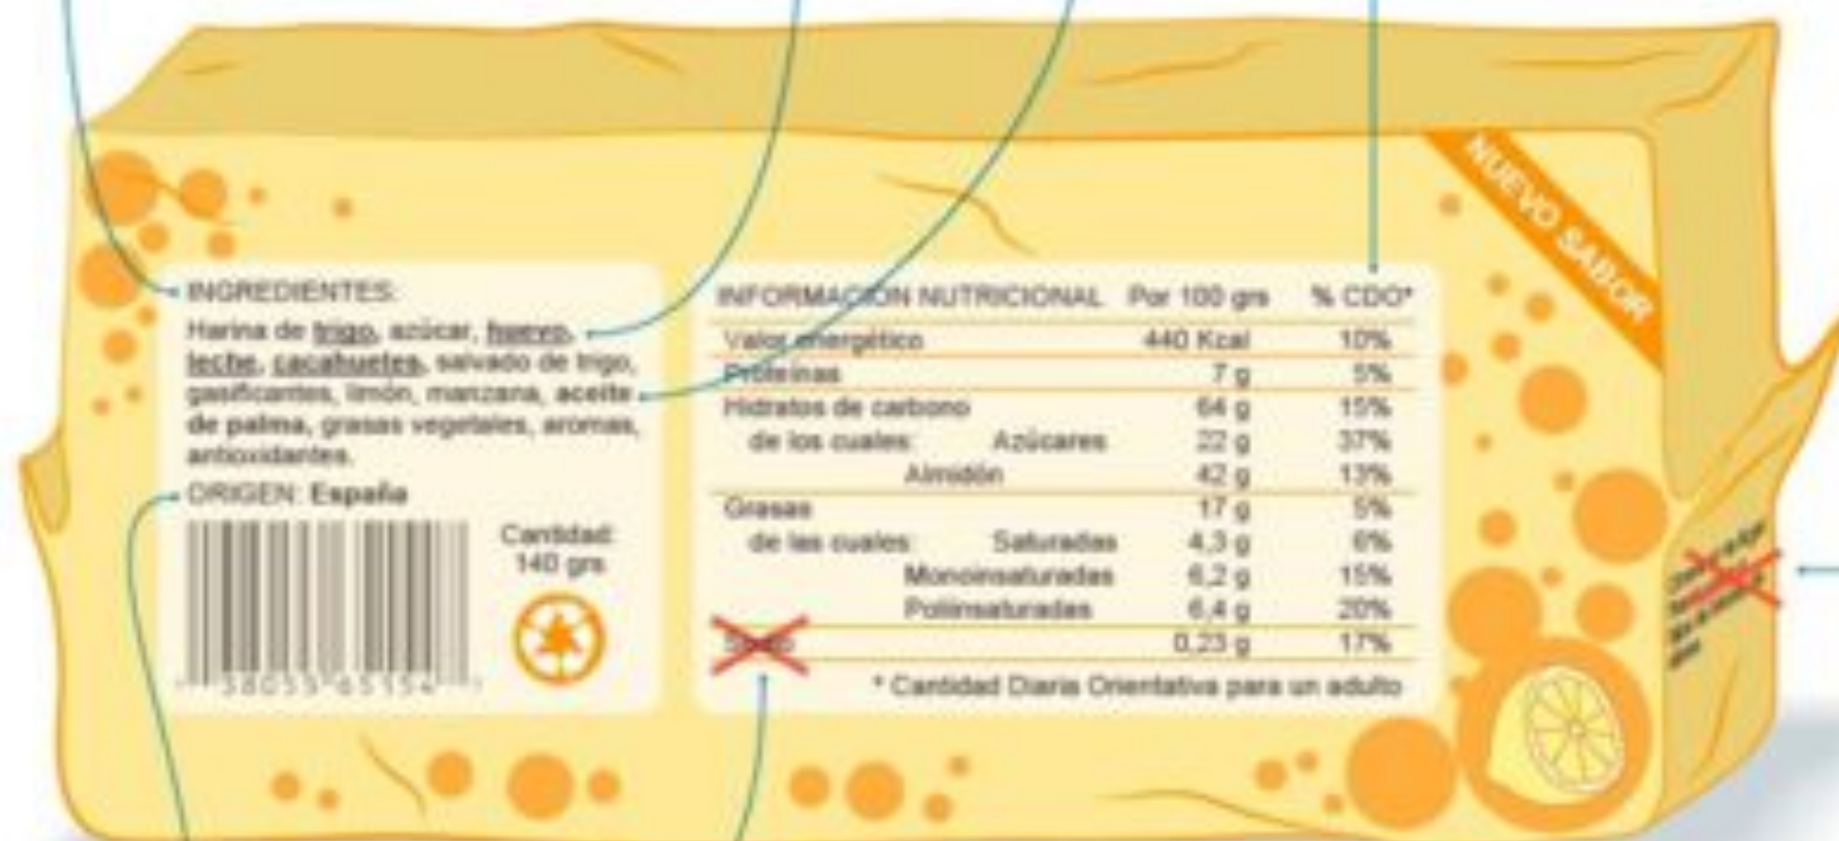 NUEVO SABOR
INGREDIENTES:
Harina de trigo, azúcar, huevo,
leche, cacahuetes, salvado de trigo,
gasificantes, limón, manzana, aceite
de palma, grasas vegetales, aromas,
antioxidantes.
ORIGEN: España
Cantidad:
140 grs
INFORMACIÓN NUTRICIONAL Por 100 grs % CDO*
Valor energético 440 Kcal 10%
Proteínas 7 g 5%
Hidratos de carbono 64 g 15%
de los cuales: Azúcares 22 g 37%
Almidón 42 g 13%
Grasas 17 g 5%
de las cuales: Saturadas 4,3 g 6%
Monoinsaturadas 6,2 g 15%
Poliinsaturadas 6,4 g 20%
0,23 g 17%
* Cantidad Diaria Orientativa para un adulto